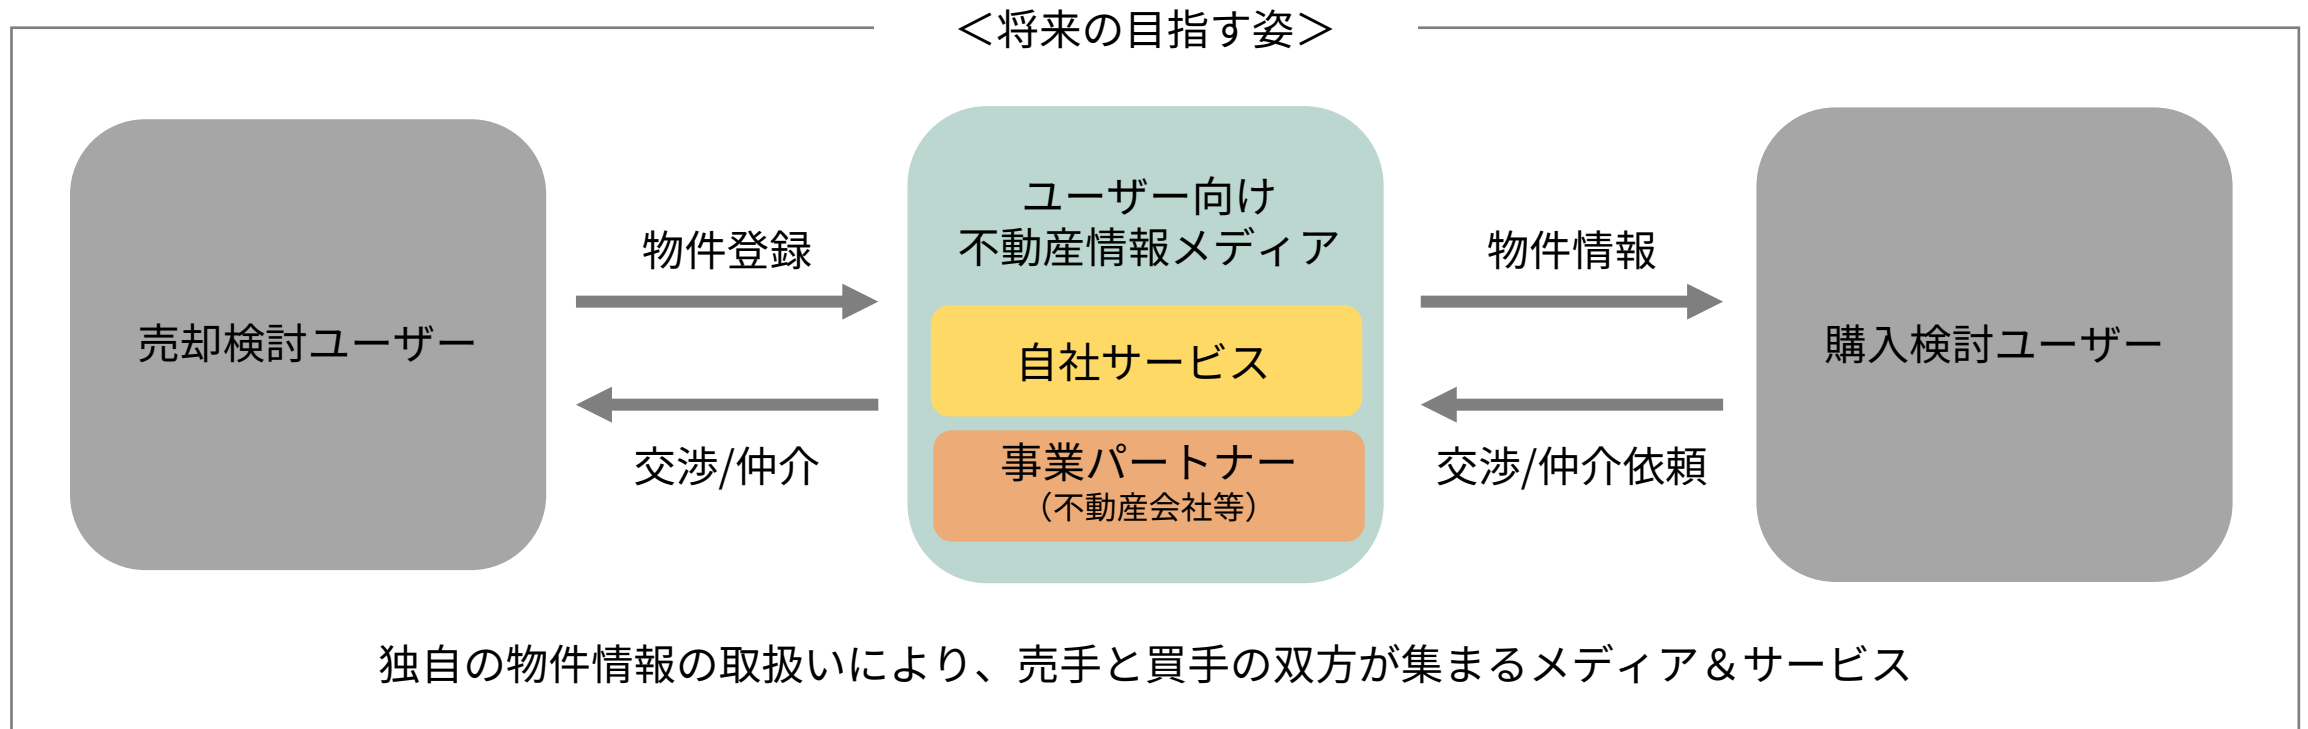 ＜将来の目指す姿＞
売却検討ユーザー
物件登録
交渉/仲介
ユーザー向け
不動産情報メディア
自社サービス
事業パートナー
（不動産会社等）
物件情報
交渉/仲介依頼
購入検討ユーザー
独自の物件情報の取扱いにより、売手と買手の双方が集まるメディア＆サービス